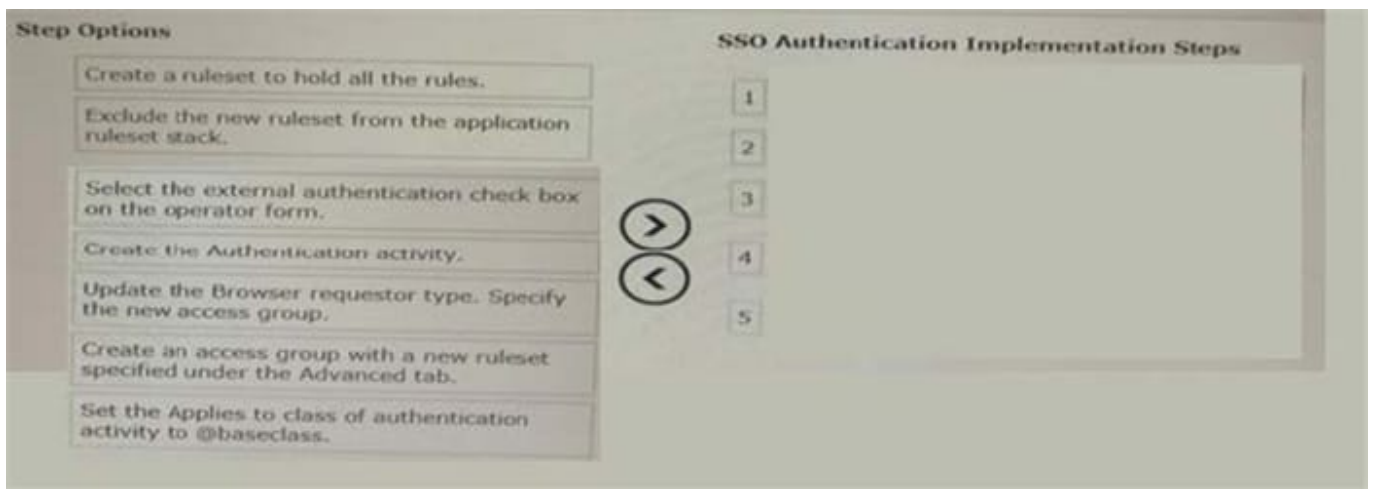 Step Options
Create a ruleset to hold all the rules.
Exclude the new ruleset from the application
ruleset stack.
Select the external authentication check box
on the operator form.
Create the Authentication activity.
Update the Browser requestor type. Specify
the new access group.
Create an access group with a new ruleset
specified under the Advanced tab.
Set the Applies to class of authentication
activity to @baseclass.
SSO Authentication Implementation Steps
1
2
3
4
5